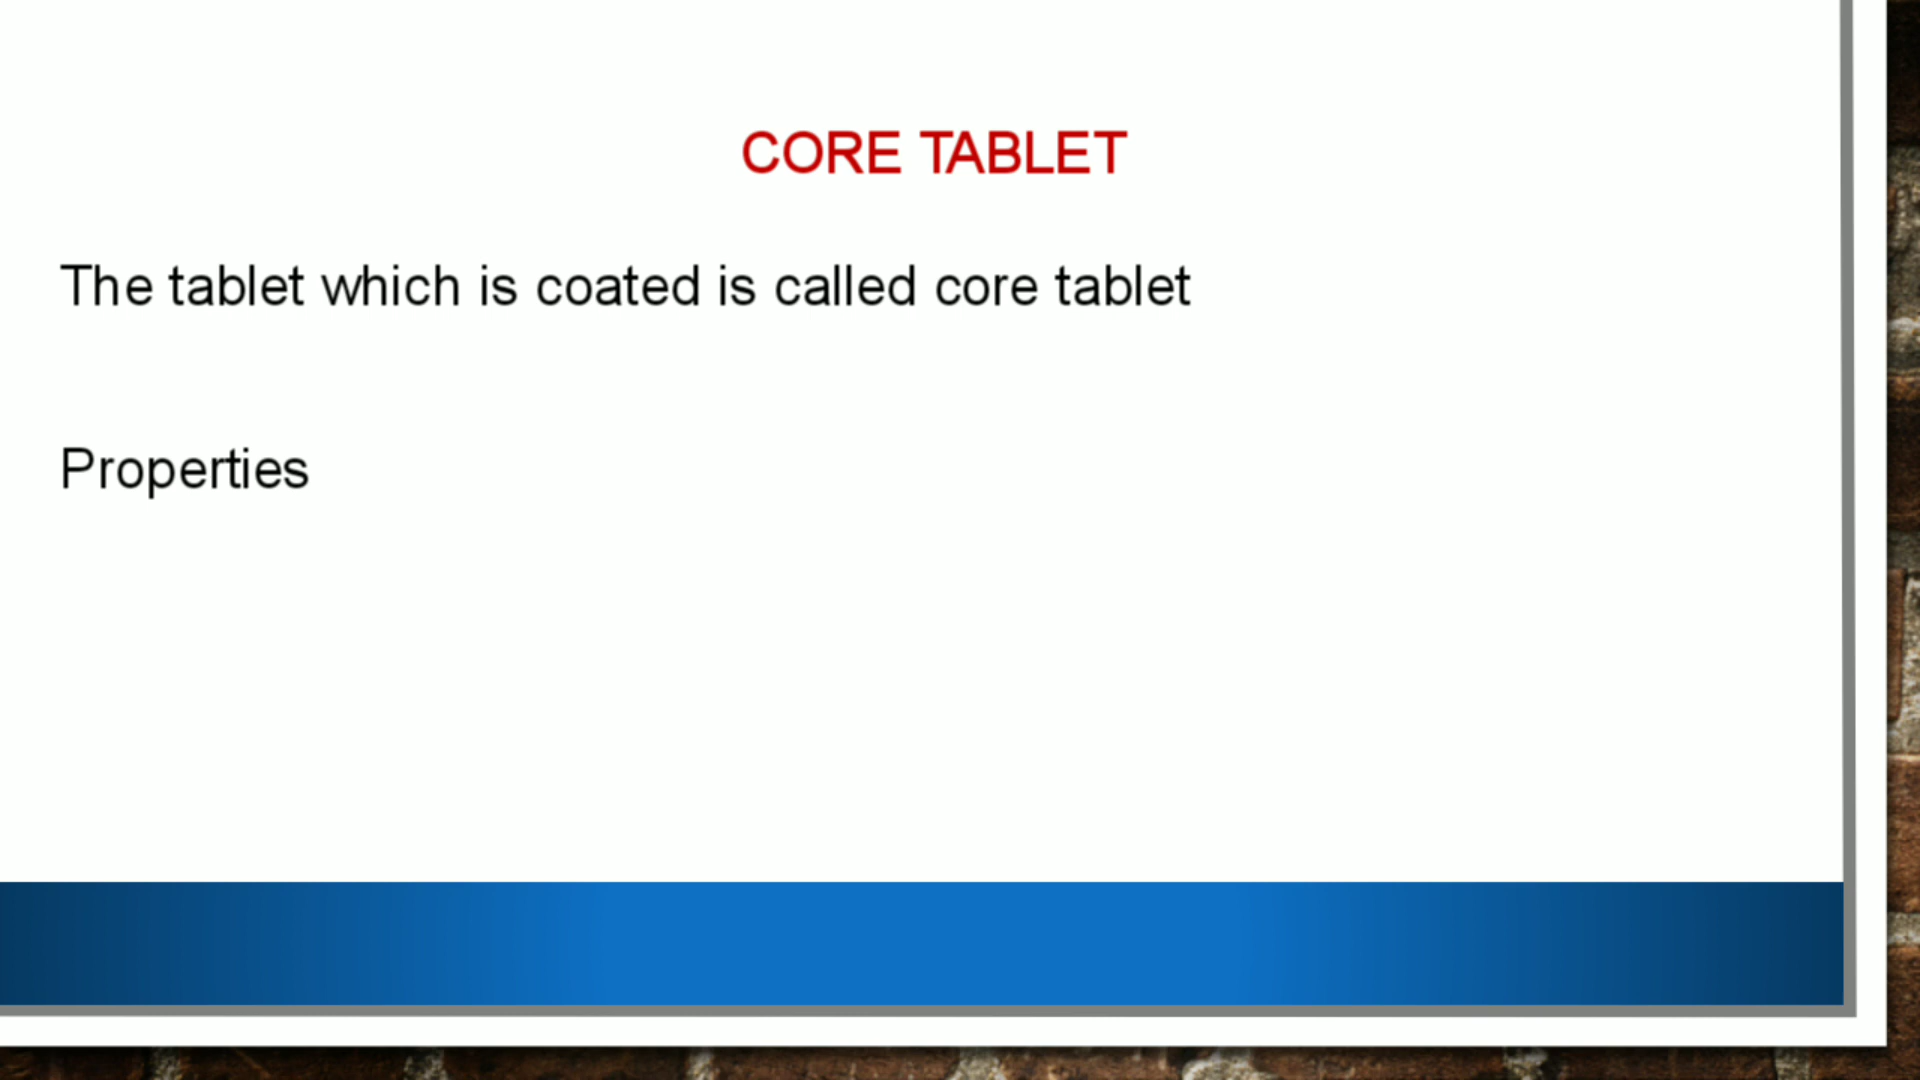 CORE TABLET
The tablet which is coated is called core tablet
Properties